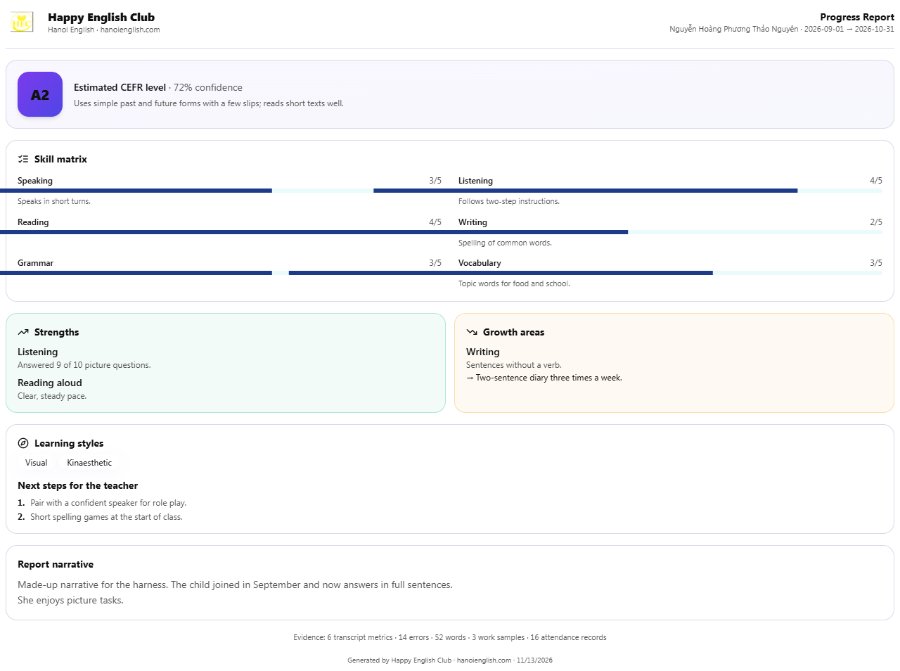 Happy English Club
Hanoi English · hanoienglish.com
Progress Report
Nguyễn Hoàng Phương Thảo Nguyên · 2026-09-01 → 2026-10-31
A2
Estimated CEFR level · 72% confidence
Uses simple past and future forms with a few slips; reads short texts well.
Skill matrix
Speaking 3/5
Speaks in short turns.
Listening 4/5
Follows two-step instructions.
Reading 4/5
Writing 2/5
Spelling of common words.
Grammar 3/5
Vocabulary 3/5
Topic words for food and school.
Strengths
Listening
Answered 9 of 10 picture questions.
Reading aloud
Clear, steady pace.
Growth areas
Writing
Sentences without a verb.
→ Two-sentence diary three times a week.
Learning styles
Visual Kinaesthetic
Next steps for the teacher
1. Pair with a confident speaker for role play.
2. Short spelling games at the start of class.
Report narrative
Made-up narrative for the harness. The child joined in September and now answers in full sentences.
She enjoys picture tasks.
Evidence: 6 transcript metrics · 14 errors · 52 words · 3 work samples · 16 attendance records
Generated by Happy English Club · hanoienglish.com · 11/13/2026